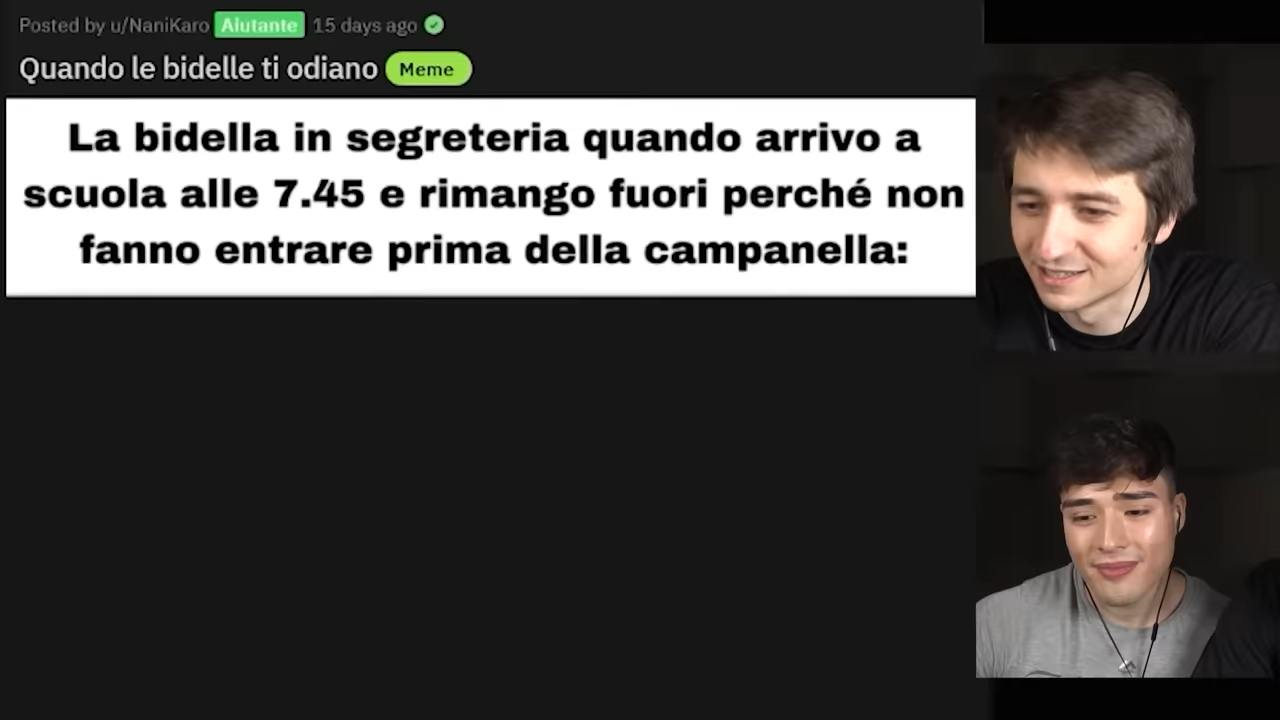 Posted by u/NaniKaro Aiutante 15 days ago
Quando le bidelle ti odiano Meme
La bidella in segreteria quando arrivo a
scuola alle 7.45 e rimango fuori perché non
fanno entrare prima della campanella: